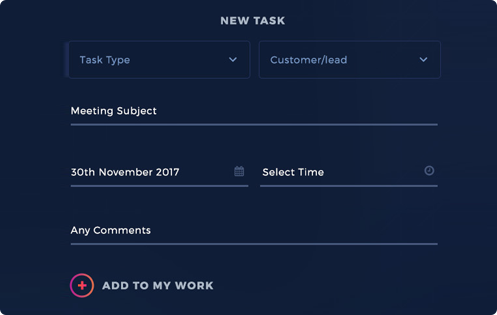 NEW TASK
Task Type Customer/lead
Meeting Subject
30th November 2017 Select Time
Any Comments
ADD TO MY WORK